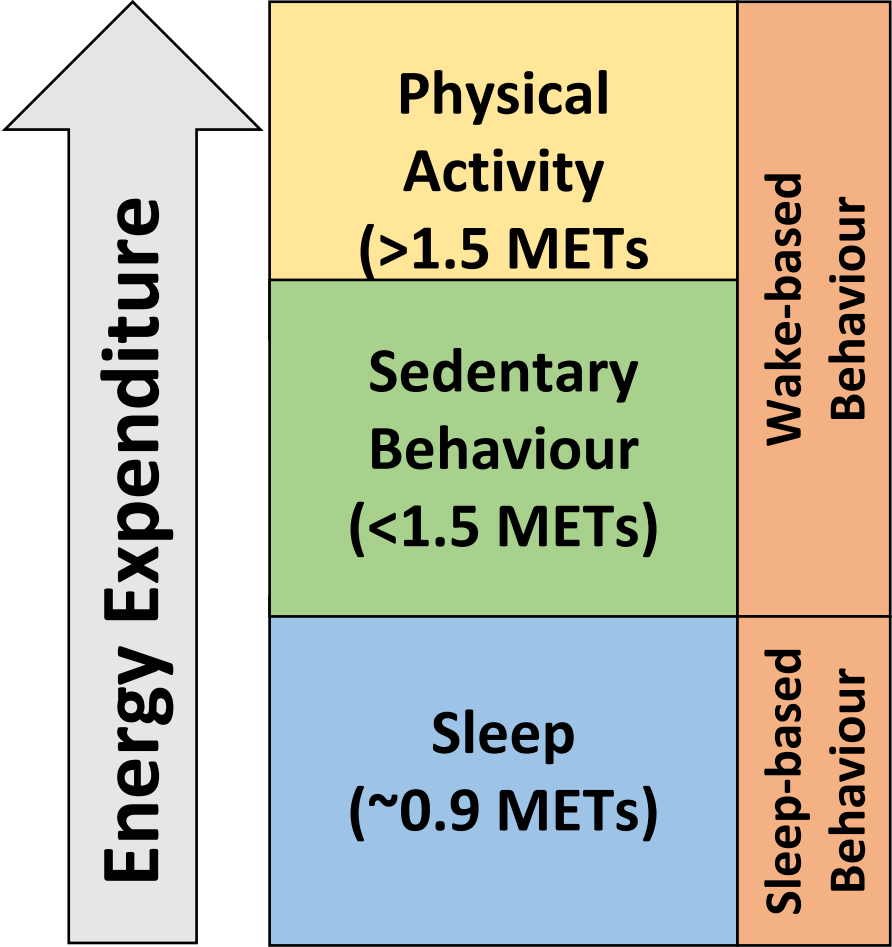 Energy Expenditure
Physical
Activity
(>1.5 METs
Sedentary
Behaviour
(<1.5 METs)
Sleep
(~0.9 METs)
Wake-based
Behaviour
Sleep-based
Behaviour